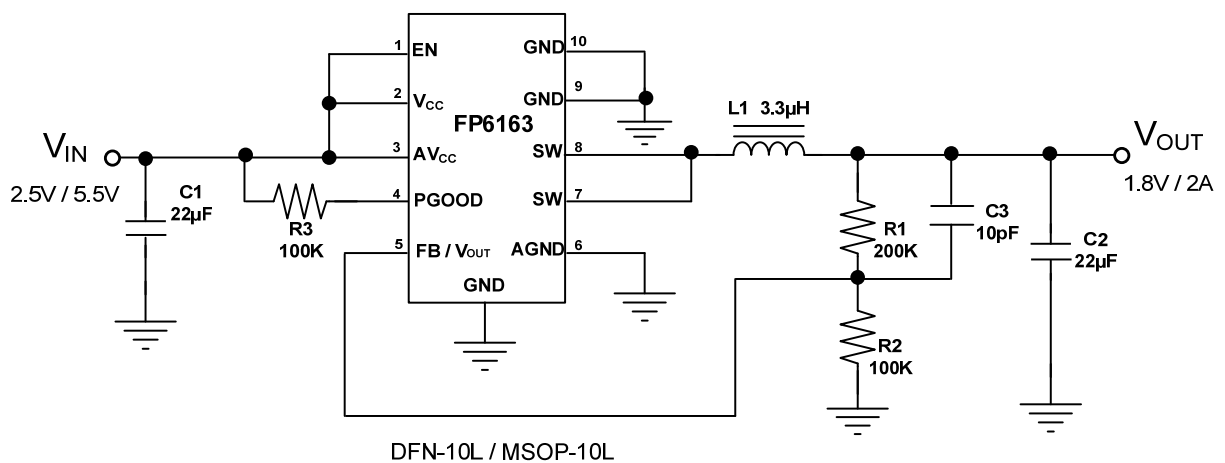 1 EN
2 VCC
3 AVCC
4 PGOOD
5 FB / VOUT
GND 10
GND 9
FP6163
SW 8
SW 7
AGND 6
GND
VIN
2.5V / 5.5V
C1
22µF
R3
100K
L1 3.3µH
VOUT
1.8V / 2A
R1
200K
C3
10pF
C2
22µF
R2
100K
DFN-10L / MSOP-10L